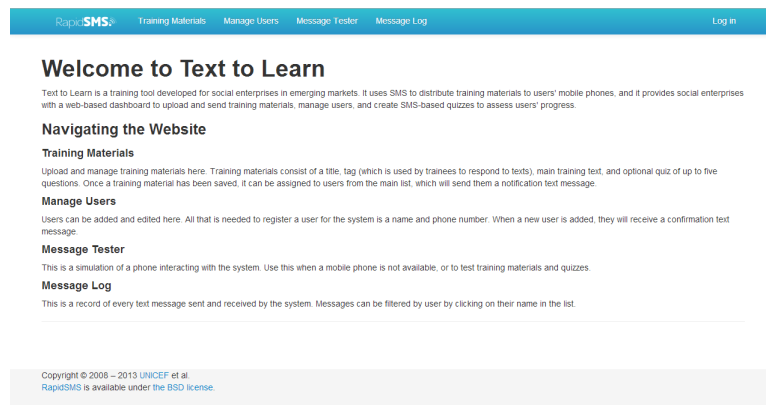 RapidSMS Training Materials Manage Users Message Tester Message Log Log in
Welcome to Text to Learn
Text to Learn is a training tool developed for social enterprises in emerging markets. It uses SMS to distribute training materials to users' mobile phones, and it provides social enterprises
with a web-based dashboard to upload and send training materials, manage users, and create SMS-based quizzes to assess users' progress.
Navigating the Website
Training Materials
Upload and manage training materials here. Training materials consist of a title, tag (which is used by trainees to respond to texts), main training text, and optional quiz of up to five
questions. Once a training material has been saved, it can be assigned to users from the main list, which will send them a notification text message.
Manage Users
Users can be added and edited here. All that is needed to register a user for the system is a name and phone number. When a new user is added, they will receive a confirmation text
message.
Message Tester
This is a simulation of a phone interacting with the system. Use this when a mobile phone is not available, or to test training materials and quizzes.
Message Log
This is a record of every text message sent and received by the system. Messages can be filtered by user by clicking on their name in the list.
Copyright © 2008 – 2013 UNICEF et al.
RapidSMS is available under the BSD license.